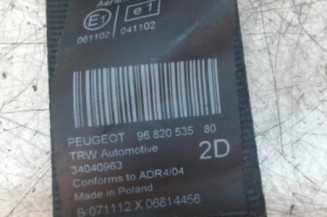 E1
e1
061102
041102
PEUGEOT 96 820 535 80
TRW Automotive
2D
34040963
Conforms to ADR4/04
Made in Poland
B 071112 X 06814456